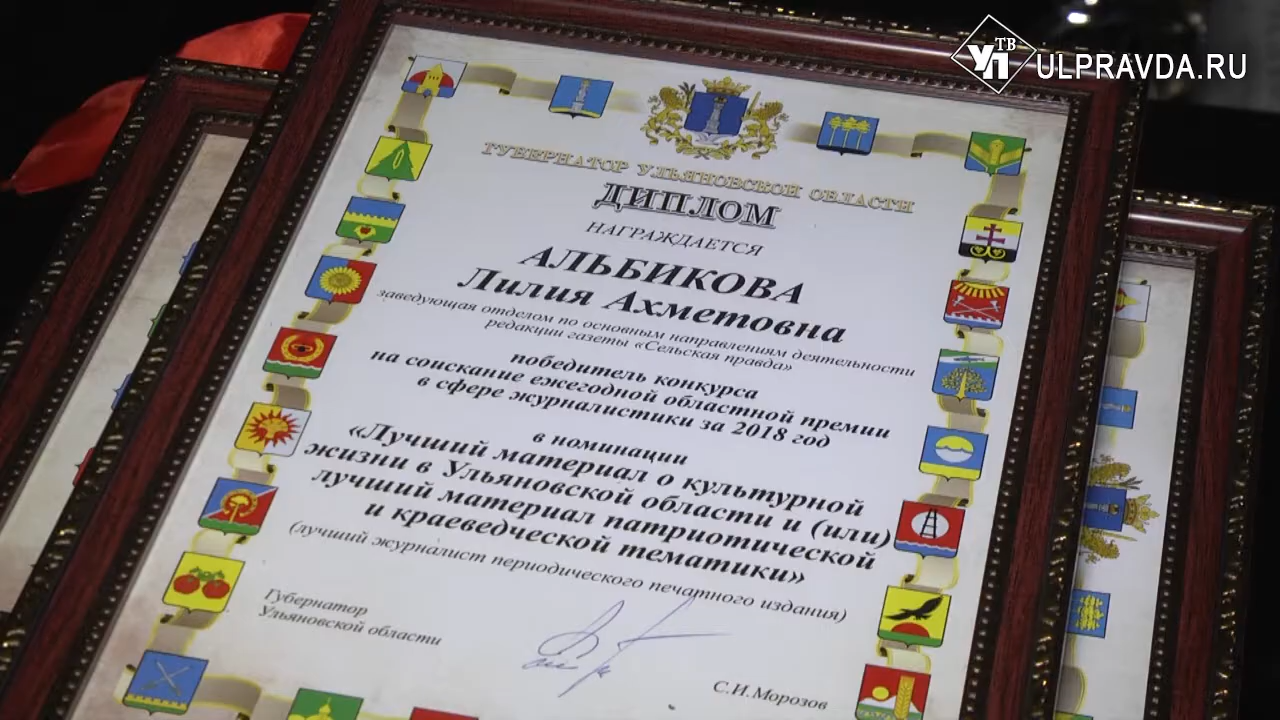 УП ТВ ULPRAVDA.RU
ГУБЕРНАТОР УЛЬЯНОВСКОЙ ОБЛАСТИ
ДИПЛОМ
НАГРАЖДАЕТСЯ
АЛЬБИКОВА
Лилия Ахметовна
заведующая отделом по основным направлениям деятельности
редакции газеты «Сельская правда»
победитель конкурса
на соискание ежегодной областной премии
в сфере журналистики за 2018 год
в номинации
«Лучший материал о культурной
жизни в Ульяновской области и (или)
лучший материал патриотической
и краеведческой тематики»
(лучший журналист периодического печатного издания)
Губернатор
Ульяновской области
С.И.Морозов